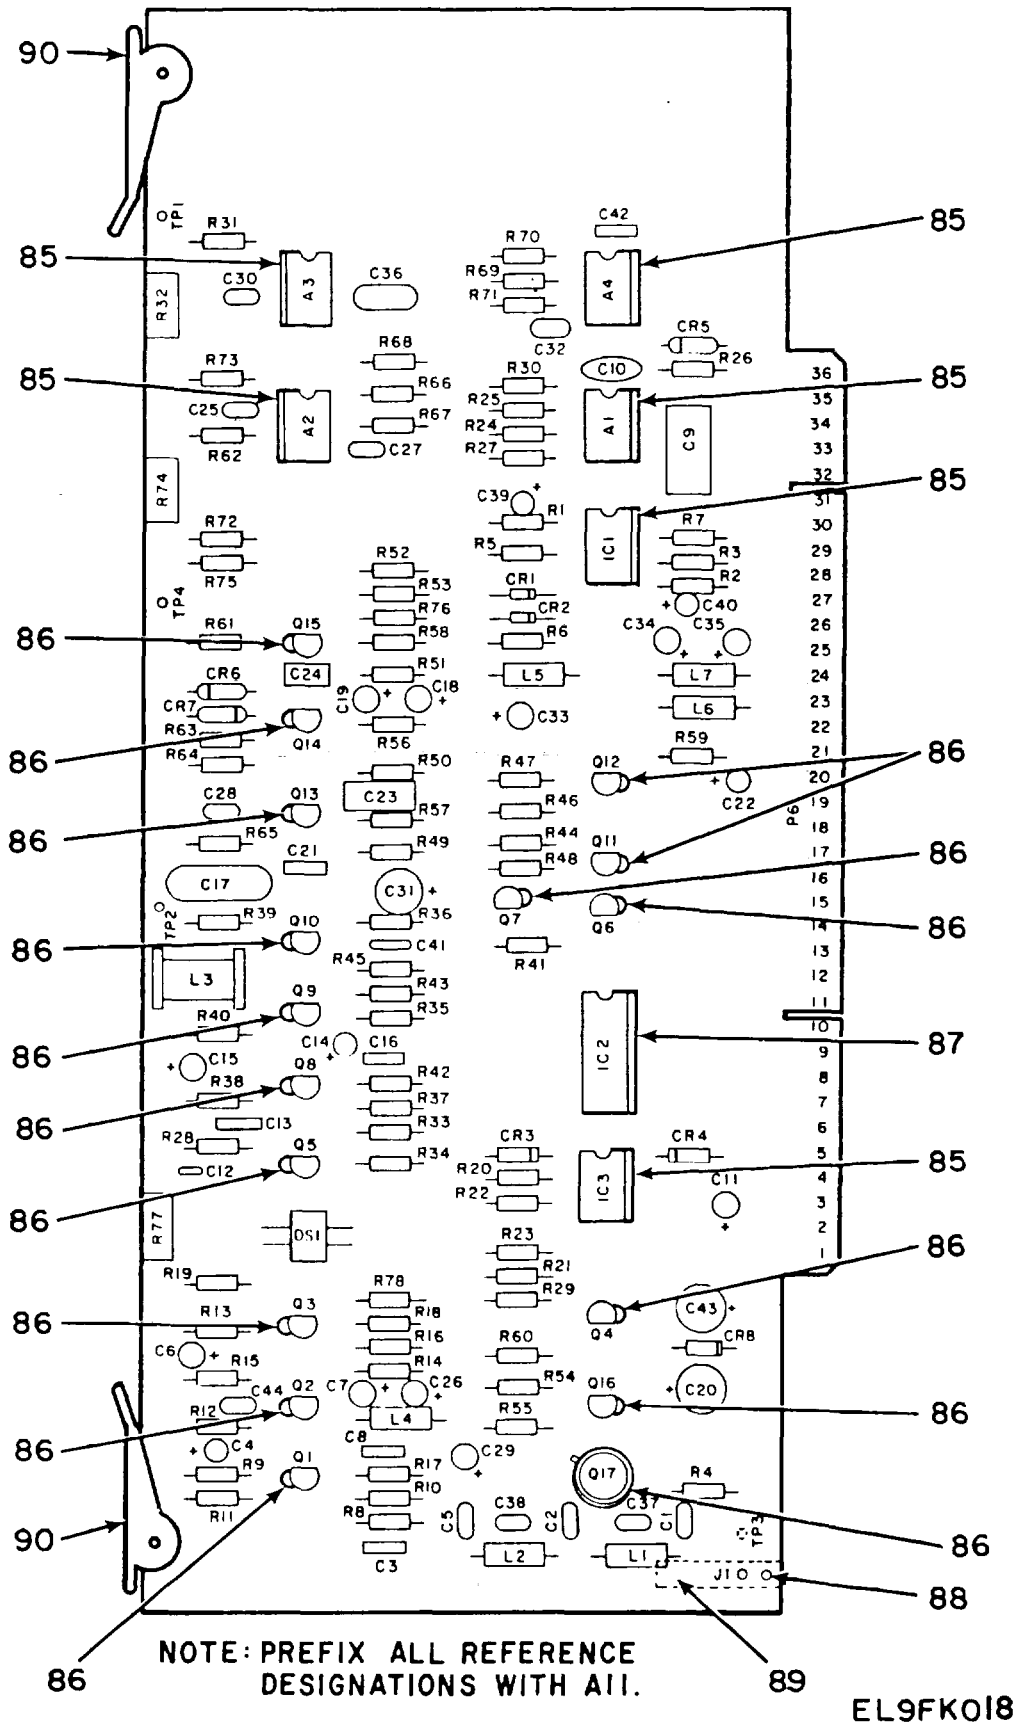 90
TP1
R31
C42
85
85
R70
A3
C36
A4
C30
R69
R32
R71
CR5
C32
R68
R73
R26
C10
36
85
R30
85
R66
35
C25
A2
R25
A1
R67
R24
34
C9
R62
C27
R27
33
32
R74
85
C39
31
R1
R7
30
R72
IC1
R5
R3
29
R52
R75
R2
28
CR1
R53
TP4
C40
27
R76
CR2
Q15
C34
C35
26
86
R61
R58
R6
25
C24
R51
L5
L7
24
CR6
C19
C18
23
CR7
L6
C33
22
R63
Q14
R56
R59
86
R64
R50
R47
Q12
21
86
20
C28
Q13
C23
C22
19
R46
R57
P6
86
R65
R44
18
C21
R49
Q11
17
R48
86
C17
C31
16
15
TP2
R39
Q10
R36
Q7
Q6
14
86
86
C41
R41
13
R45
L3
12
R43
Q9
R35
11
R40
10
C14
C16
IC2
87
86
C15
Q8
9
R42
8
R38
R37
7
C13
R33
6
86
R28
Q5
CR3
CR4
5
C12
R34
R20
85
4
R22
IC3
C11
3
86
R77
DS1
2
R23
1
86
R21
R19
R78
R29
Q3
C43
86
R13
R18
Q4
C6
R16
R60
CR8
R15
R14
C44
Q2
C7
C26
R54
Q16
C20
R12
L4
R55
86
86
C4
C8
C29
R9
Q1
R17
Q17
R4
R10
R11
R8
C5
C38
C2
C37
C1
TP3
90
86
C3
L2
L1
J1
88
86
89
NOTE: PREFIX ALL REFERENCE
DESIGNATIONS WITH A11.
EL9FK018